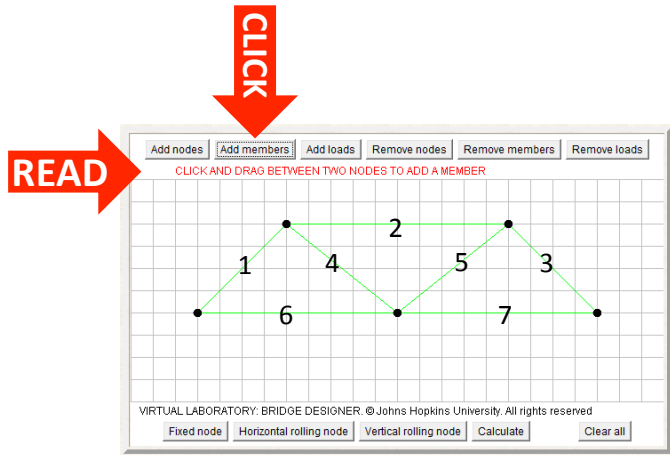 CLICK
READ
Add nodes Add members Add loads Remove nodes Remove members Remove loads
CLICK AND DRAG BETWEEN TWO NODES TO ADD A MEMBER
2
1 4 5 3
6 7
VIRTUAL LABORATORY: BRIDGE DESIGNER. © Johns Hopkins University. All rights reserved
Fixed node Horizontal rolling node Vertical rolling node Calculate Clear all